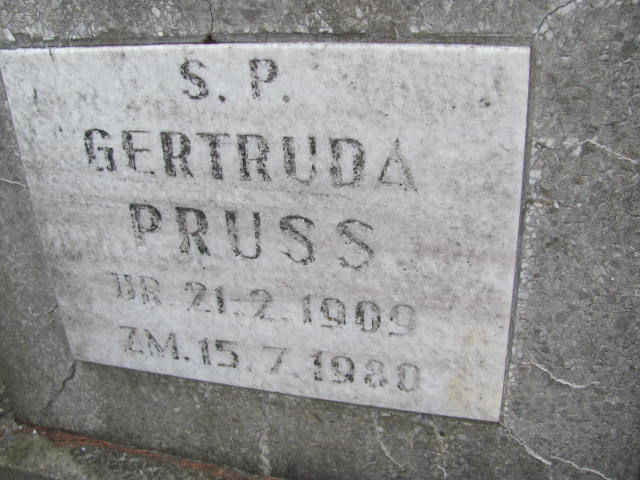 S. P.
GERTRUDA
PRUSS
UR. 21. 2. 1909
ZM. 15. 7. 1980